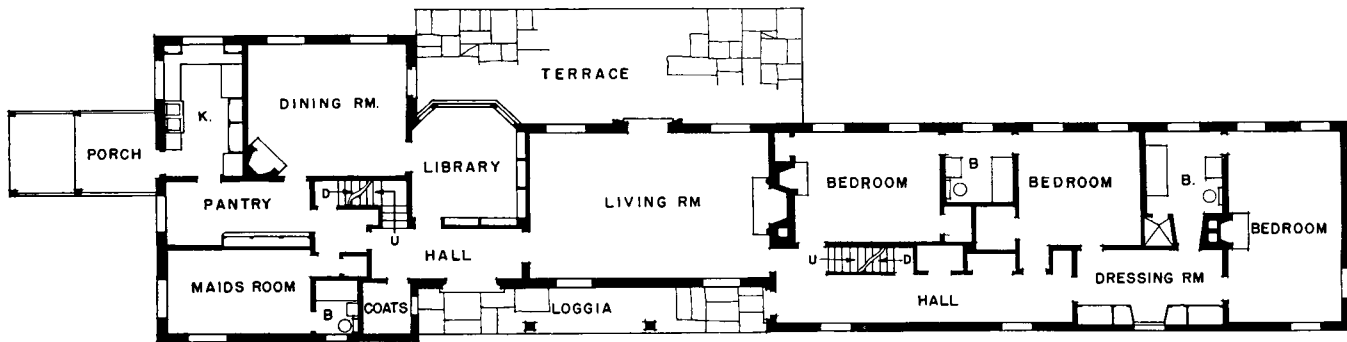 TERRACE
K.
DINING RM.
PORCH
LIBRARY
B
B.
BEDROOM
BEDROOM
D
PANTRY
LIVING RM
BEDROOM
U
HALL
U
D
MAIDS ROOM
DRESSING RM
B
COATS
LOGGIA
HALL